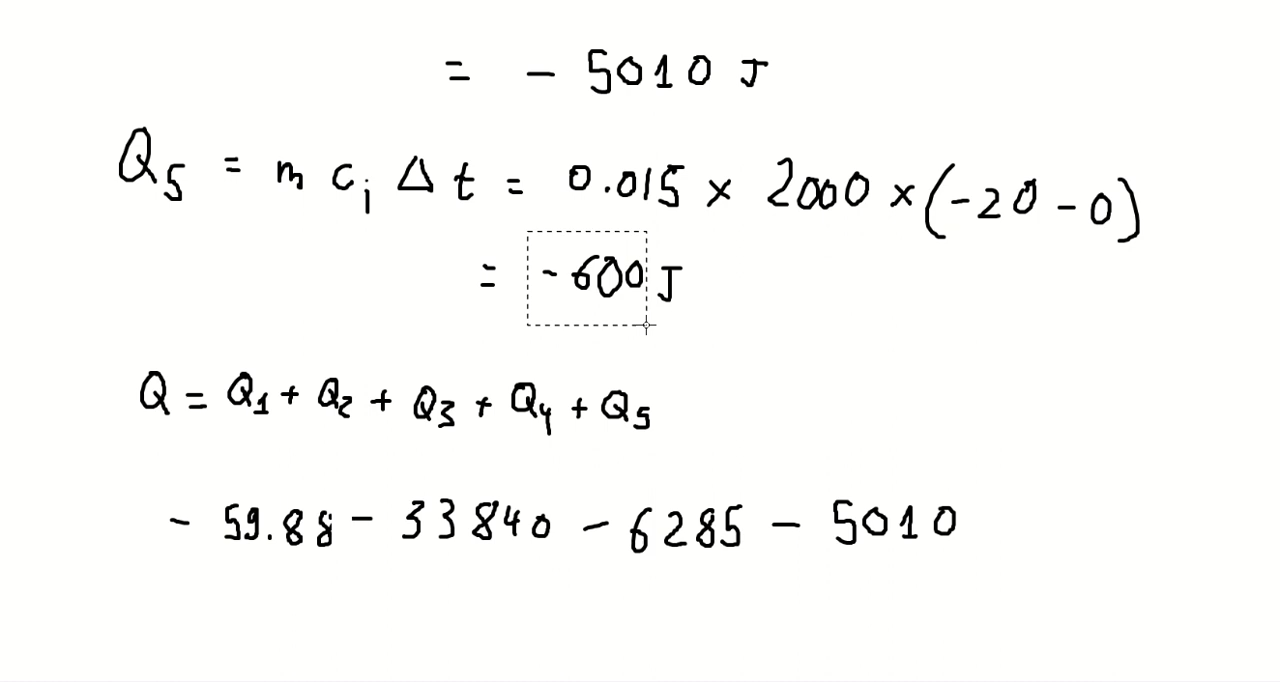 = - 5010 J
Q₅ = m cᵢ Δt = 0.015 × 2000 × (-20 - 0)
= -600 J
Q = Q₁ + Q₂ + Q₃ + Q₄ + Q₅
- 59.88 - 33840 - 6285 - 5010